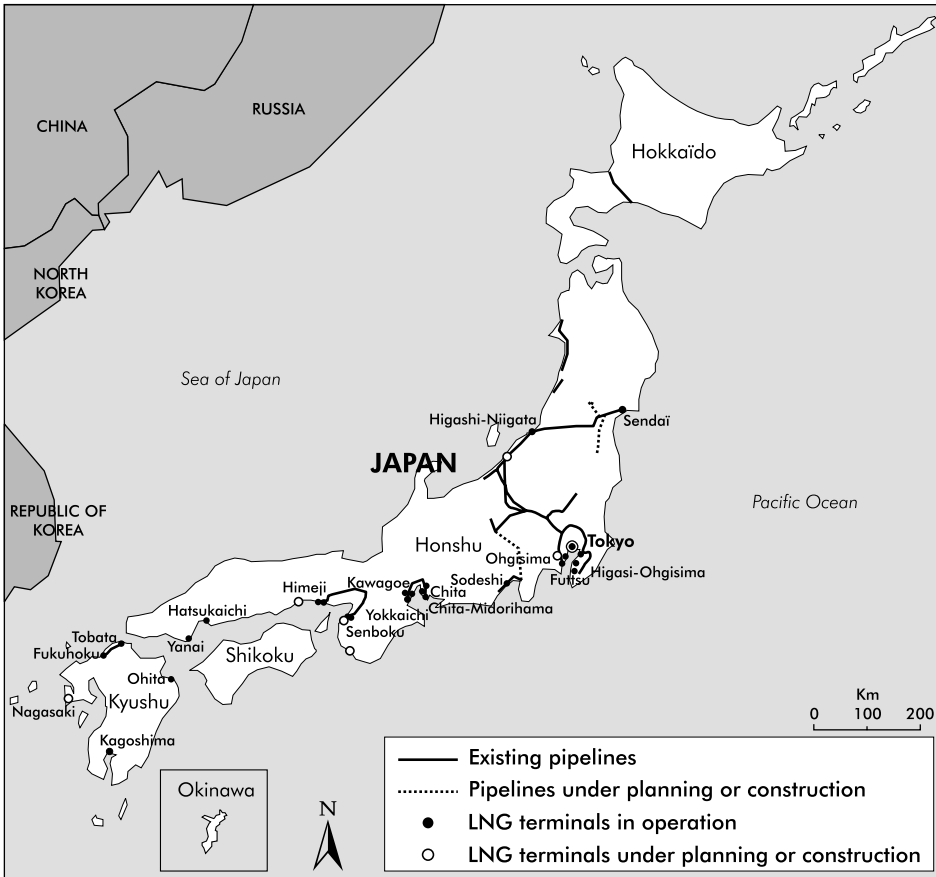 RUSSIA
CHINA
Hokkaïdo
NORTH
KOREA
Sea of Japan
Higashi-Niigata
Sendaï
JAPAN
Pacific Ocean
REPUBLIC OF
KOREA
Honshu
Tokyo
Ohgisima
Higasi-Ohgisima
Futtsu
Sodeshi
Kawagoe
Himeji
Chita
Chita-Midorihama
Hatsukaichi
Yokkaichi
Senboku
Tobata
Yanai
Fukuhoku
Shikoku
Ohita
Kyushu
Nagasaki
Kagoshima
Km
0 100 200
Okinawa
N
Existing pipelines
Pipelines under planning or construction
LNG terminals in operation
LNG terminals under planning or construction